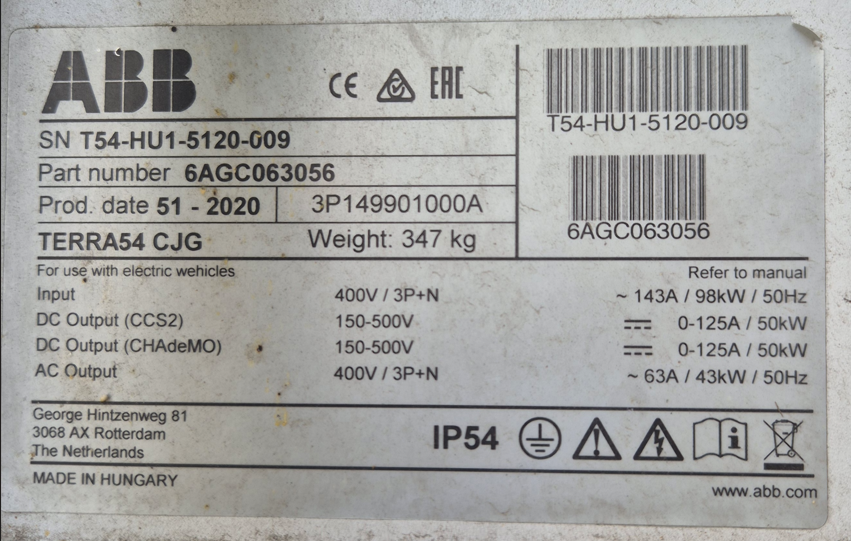 ABB
CE EAC
SN T54-HU1-5120-009
Part number 6AGC063056
Prod. date 51 - 2020 3P149901000A
TERRA54 CJG Weight: 347 kg
T54-HU1-5120-009
6AGC063056
For use with electric wehicles Refer to manual
Input 400V / 3P+N ~ 143A / 98kW / 50Hz
DC Output (CCS2) 150-500V 0-125A / 50kW
DC Output (CHAdeMO) 150-500V 0-125A / 50kW
AC Output 400V / 3P+N ~ 63A / 43kW / 50Hz
George Hintzenweg 81
3068 AX Rotterdam
The Netherlands
IP54
MADE IN HUNGARY
www.abb.com